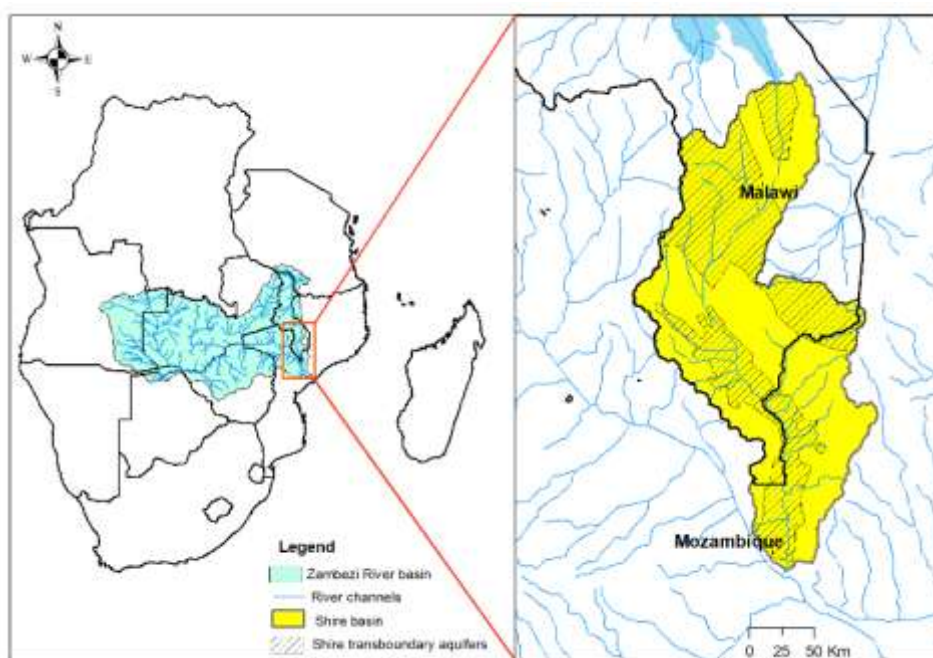 N
W E
S
Malawi
Mozambique
Legend
Zambezi River basin
River channels
Shire basin
Shire transboundary aquifers
0 25 50 Km